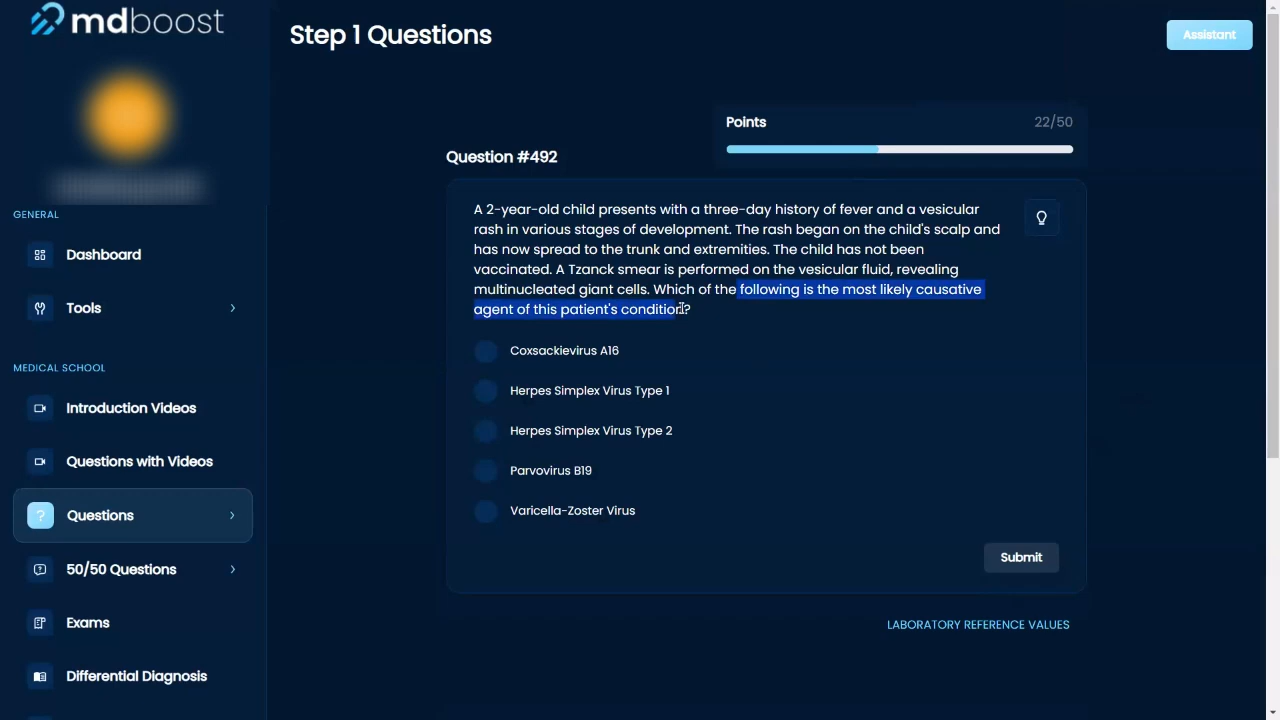 mdboost
Step 1 Questions
Assistant
Points
22/50
Question #492
GENERAL
Dashboard
Tools
MEDICAL SCHOOL
Introduction Videos
Questions with Videos
Questions
50/50 Questions
Exams
Differential Diagnosis
A 2-year-old child presents with a three-day history of fever and a vesicular
rash in various stages of development. The rash began on the child's scalp and
has now spread to the trunk and extremities. The child has not been
vaccinated. A Tzanck smear is performed on the vesicular fluid, revealing
multinucleated giant cells. Which of the following is the most likely causative
agent of this patient's condition?
Coxsackievirus A16
Herpes Simplex Virus Type 1
Herpes Simplex Virus Type 2
Parvovirus B19
Varicella-Zoster Virus
Submit
LABORATORY REFERENCE VALUES